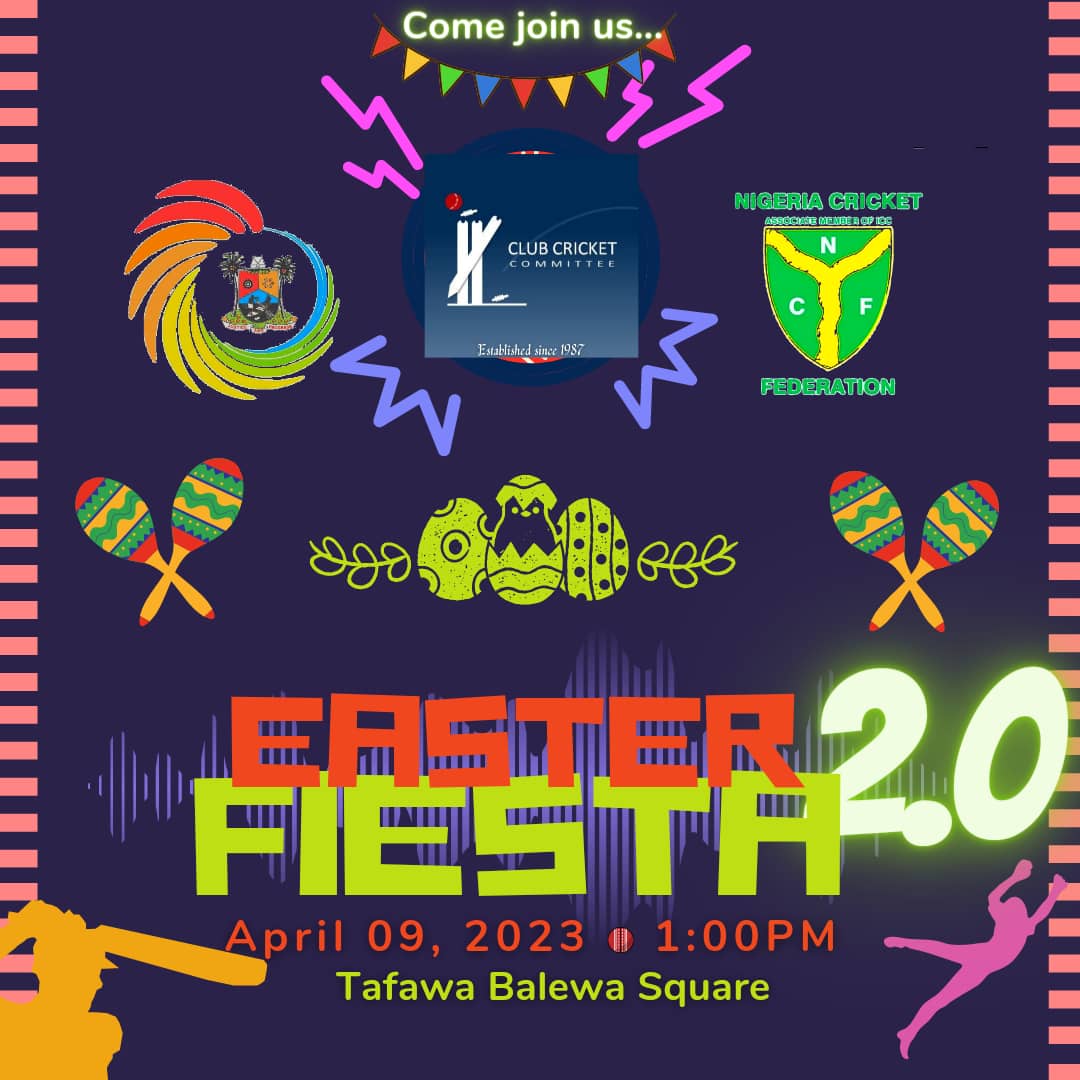 Come join us...
CLUB CRICKET
COMMITTEE
Established since 1987
NIGERIA CRICKET
ASSOCIATE MEMBER OF ICC
N
C F
FEDERATION
EASTER
FIESTA 2.0
April 09, 2023 1:00PM
Tafawa Balewa Square